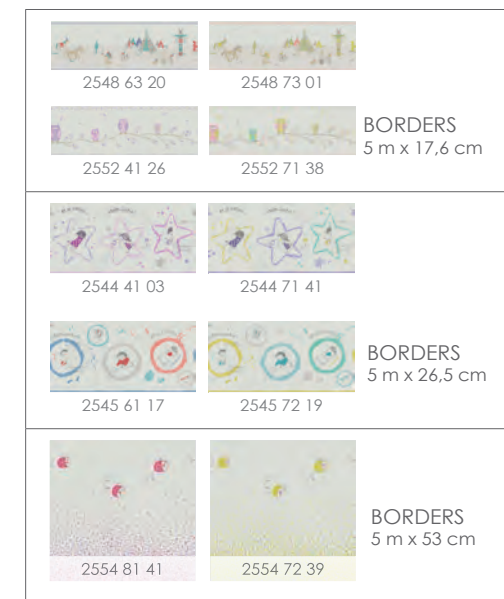 2548 63 20
2548 73 01
2552 41 26
2552 71 38
BORDERS
5 m x 17,6 cm
2544 41 03
2544 71 41
2545 61 17
2545 72 19
BORDERS
5 m x 26,5 cm
2554 81 41
2554 72 39
BORDERS
5 m x 53 cm